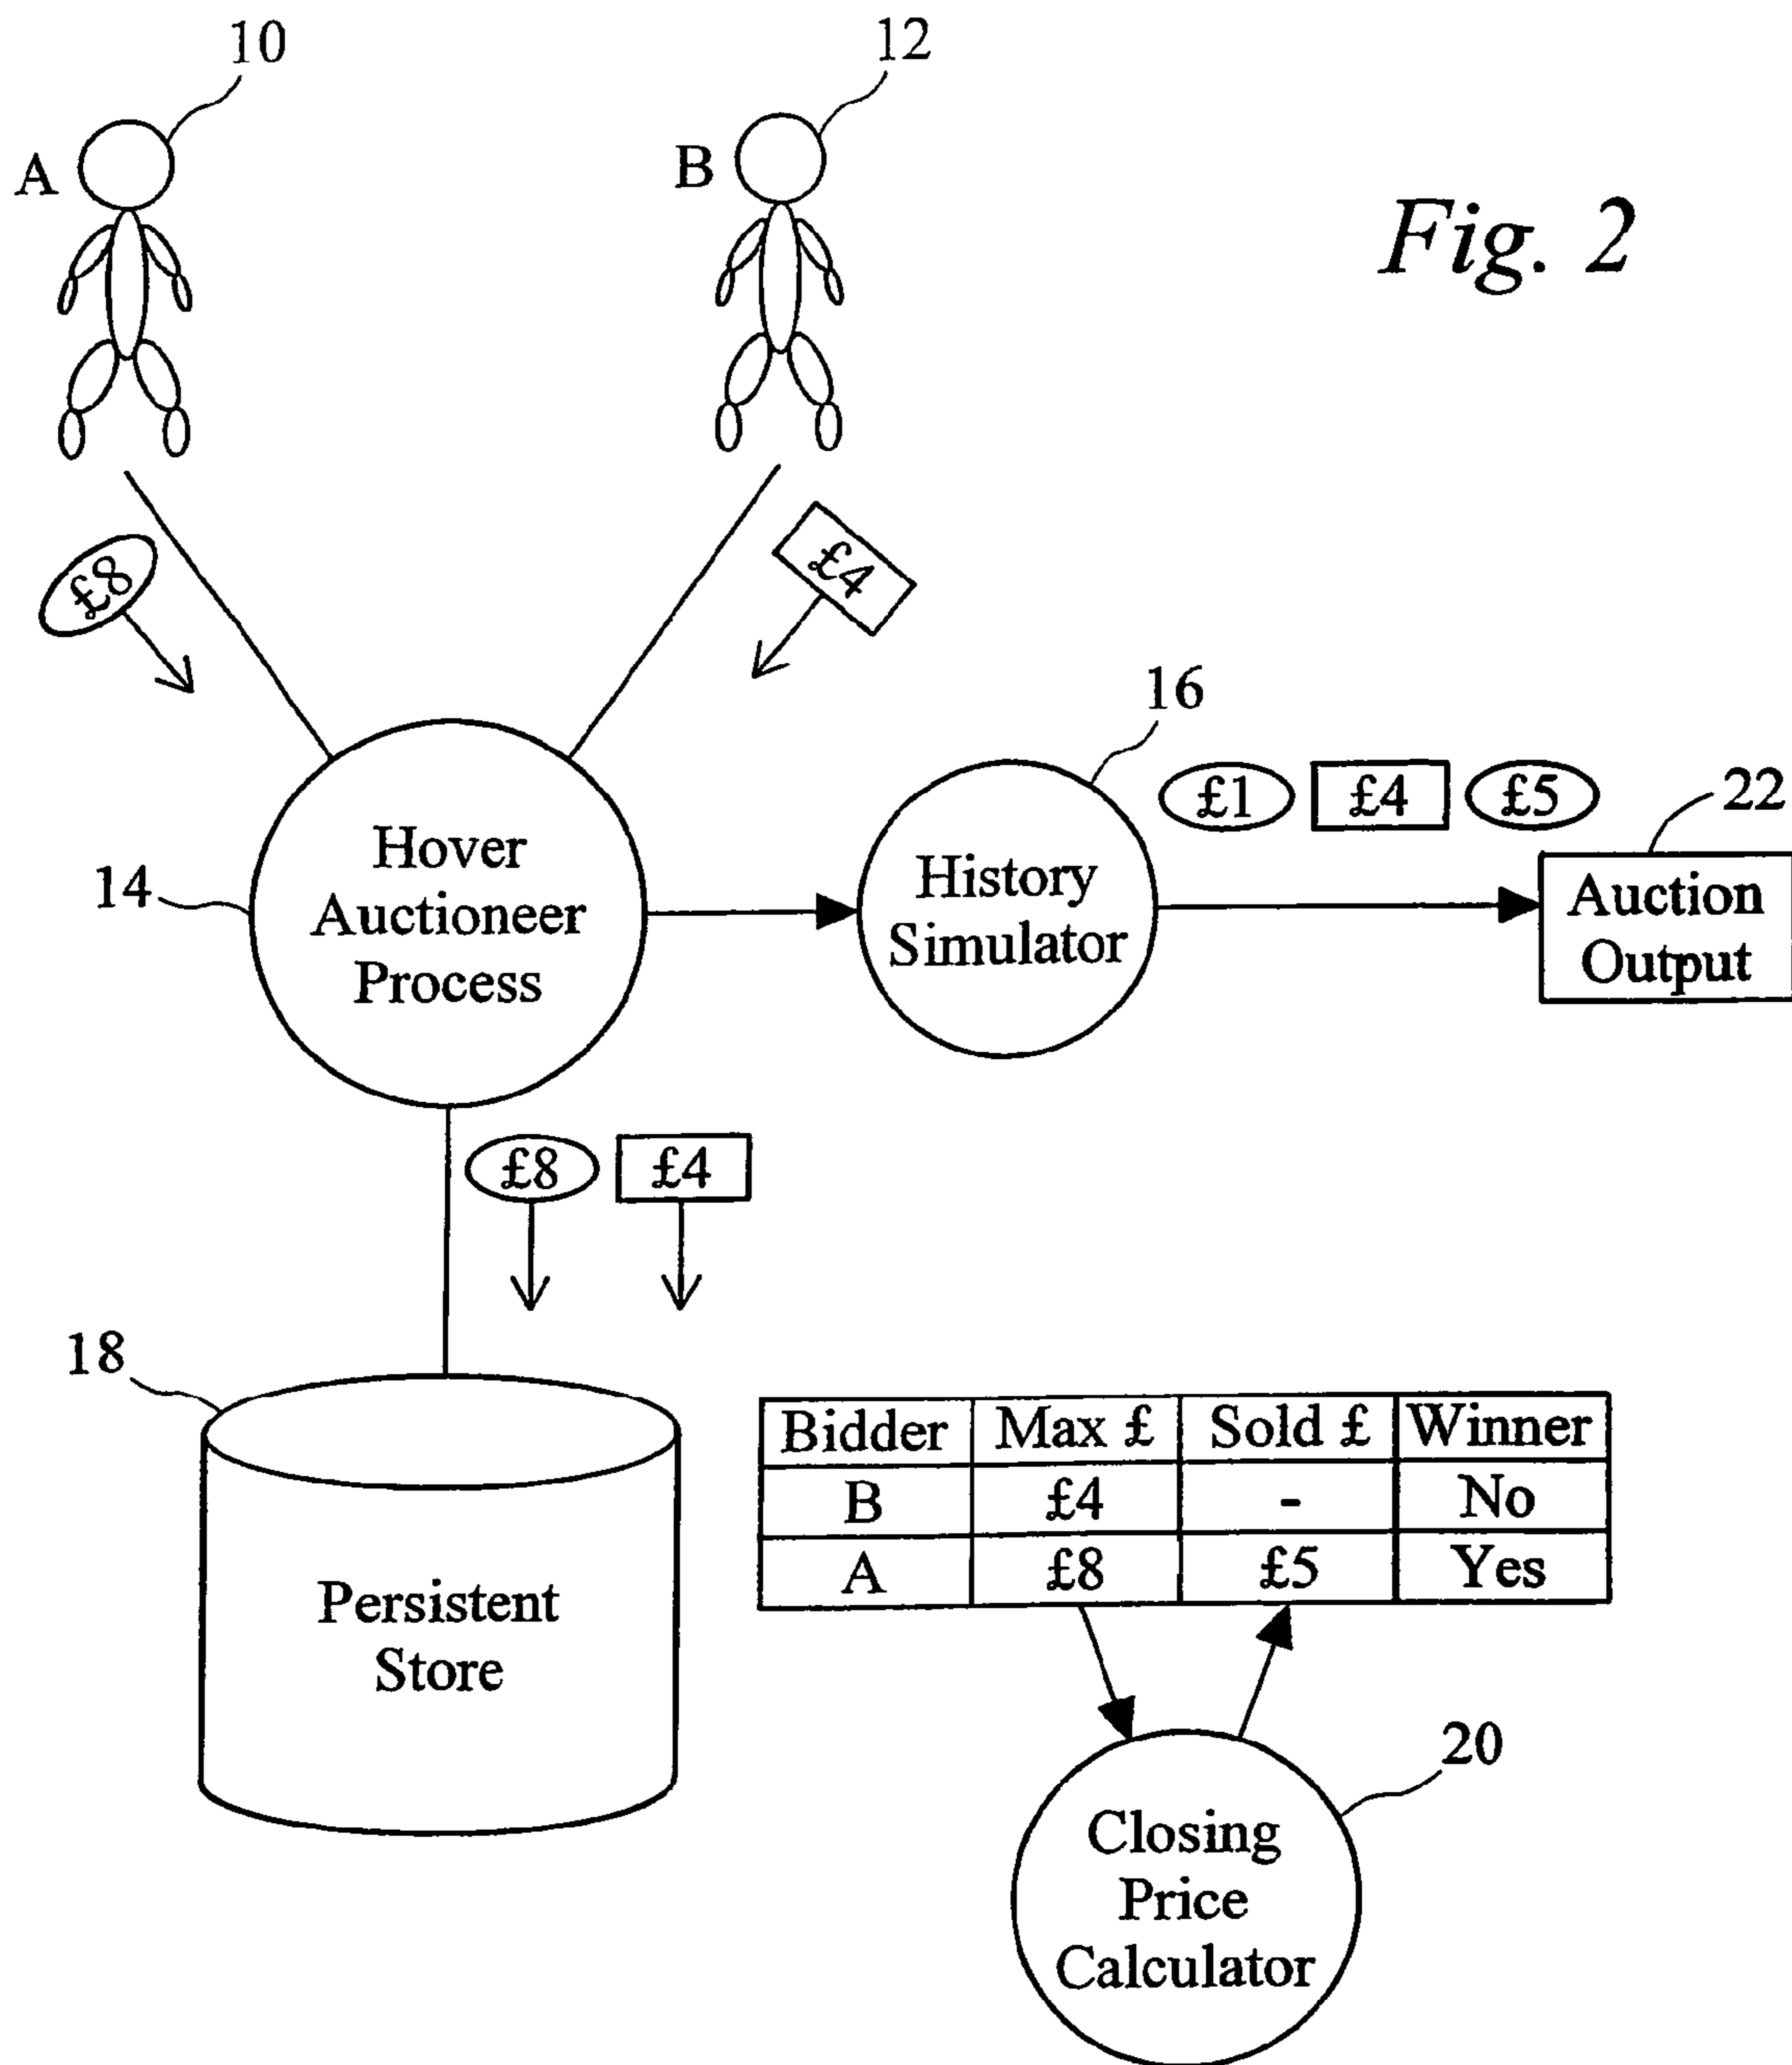 10
12
A
B
Fig. 2
£8
£4
16
£1 £4 £5
22
14
Hover
Auctioneer
Process
History
Simulator
Auction
Output
£8 £4
18
Persistent
Store
Bidder Max £ Sold £ Winner
B £4 - No
A £8 £5 Yes
20
Closing
Price
Calculator